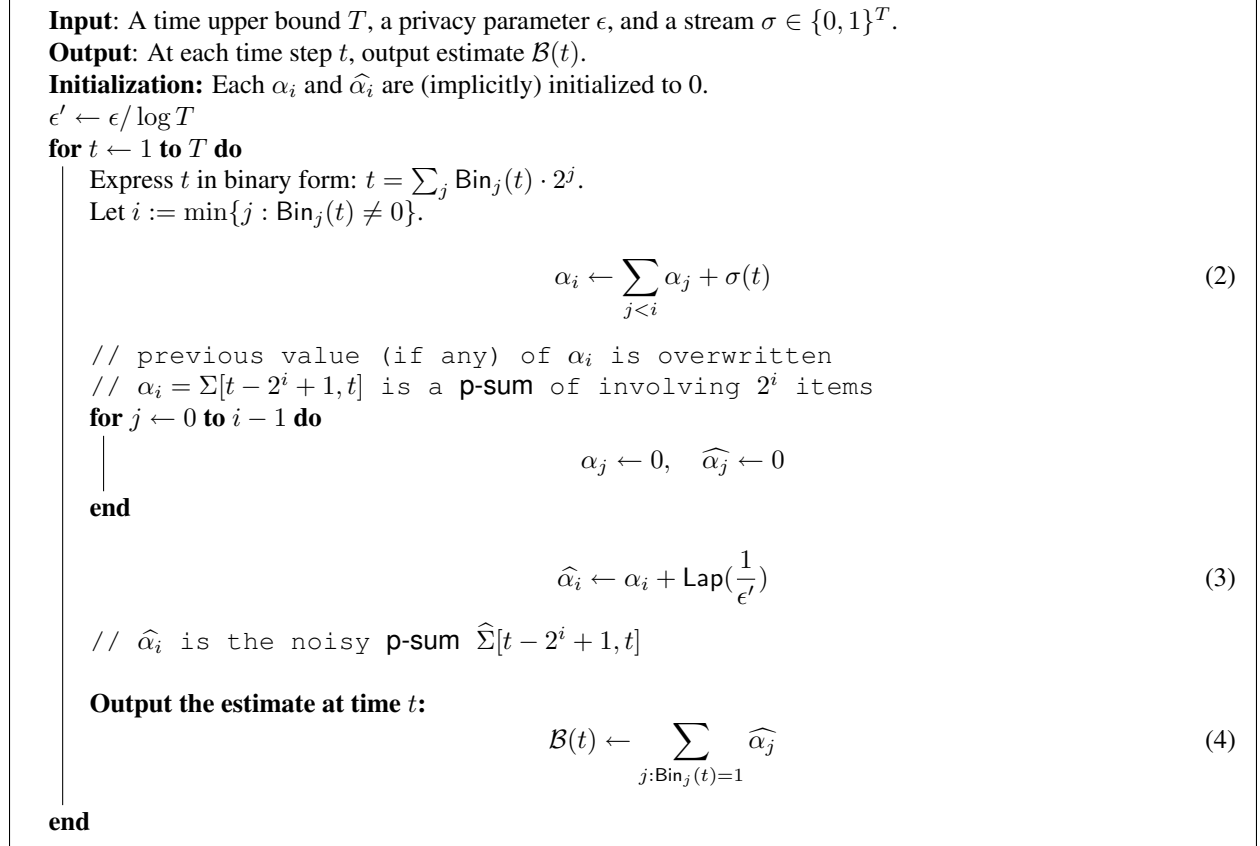 Input: A time upper bound T, a privacy parameter ϵ, and a stream σ ∈ {0, 1}^T.
Output: At each time step t, output estimate ℬ(t).
Initialization: Each α_i and \widehat{α_i} are (implicitly) initialized to 0.
ϵ′ ← ϵ/ log T
for t ← 1 to T do
Express t in binary form: t = ∑_j Bin_j(t) · 2^j.
Let i := min{j : Bin_j(t) ≠ 0}.
α_i ← ∑_{j<i} α_j + σ(t) (2)
// previous value (if any) of α_i is overwritten
// α_i = Σ[t − 2^i + 1, t] is a p-sum of involving 2^i items
for j ← 0 to i − 1 do
α_j ← 0, \widehat{α_j} ← 0
end
\widehat{α_i} ← α_i + Lap(\frac{1}{ϵ′}) (3)
// \widehat{α_i} is the noisy p-sum \widehat{Σ}[t − 2^i + 1, t]
Output the estimate at time t:
ℬ(t) ← ∑_{j:Bin_j(t)=1} \widehat{α_j} (4)
end